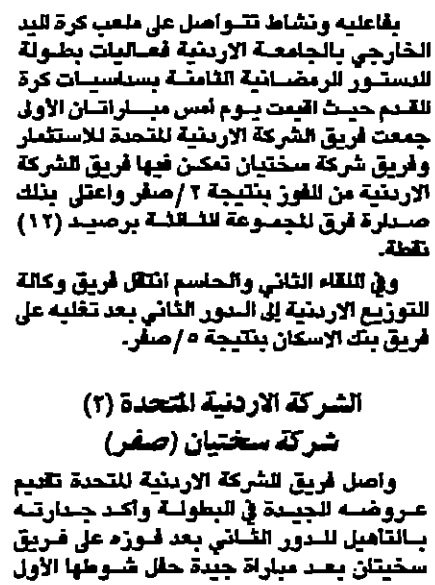 بفاعليه ونشاط تتواصل على ملعب كرة اليد
الخارجي بالجامعة الاردنية فعاليات بطولة
الدستور الرمضانية الثامنة بسداسيات كرة
القدم حيث اقيمت يوم أمس مباراتان الأولى
جمعت فريق الشركة الاردنية المتحدة للاستثمار
وفريق شركة سختيان تمكن فيها فريق الشركة
الاردنية من الفوز بنتيجة ٢/صفر واعتلى بذلك
صدارة فرق المجموعة الثالثة برصيد (١٢)
نقطة.
وفي اللقاء الثاني والحاسم انتقل فريق وكالة
التوزيع الاردنية إلى الدور الثاني بعد تغلبه على
فريق بنك الاسكان بنتيجة ٥/صفر.
الشركة الاردنية المتحدة (٢)
شركة سختيان (صفر)
وأصل فريق الشركة الاردنية المتحدة تقديم
عروضه الجيدة في البطولة وأكد جدارته
بالتأهيل للدور الثاني بعد فوزه على فريق
سختيان بعد مباراة جيدة حفل شوطها الأول